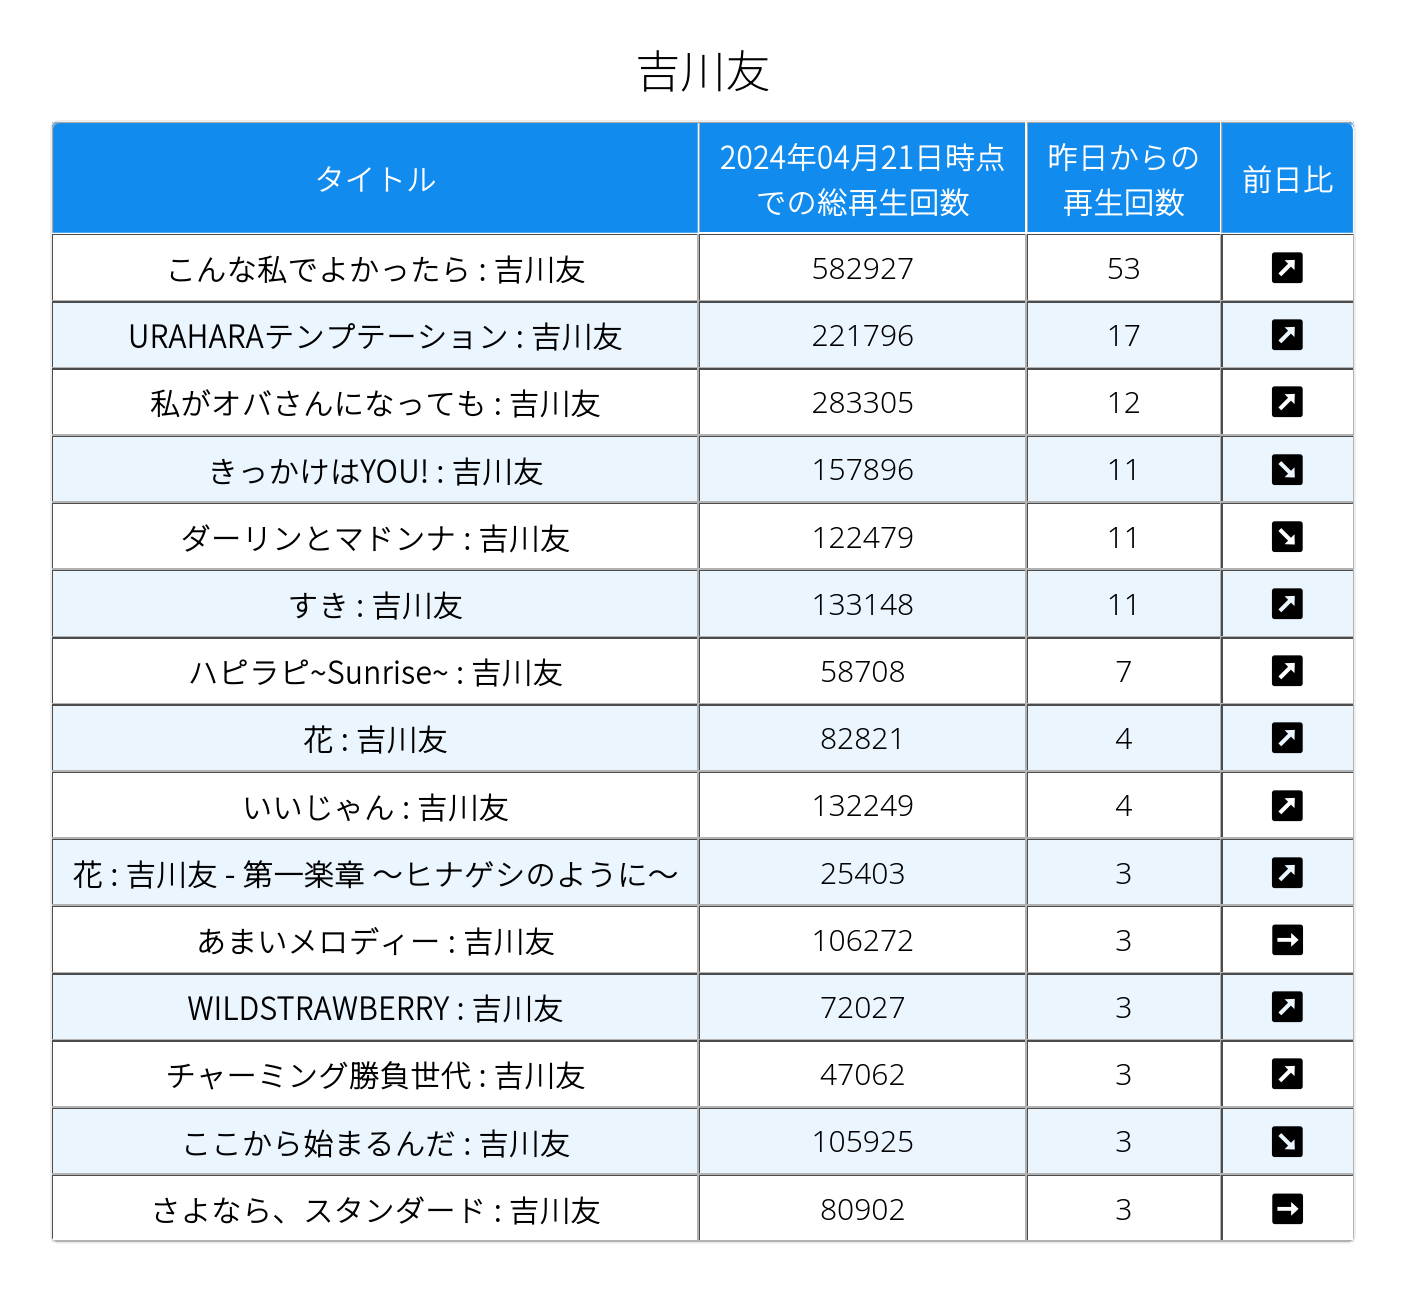 吉川友
タイトル 2024年04月21日時点での総再生回数 昨日からの再生回数 前日比
こんな私でよかったら : 吉川友 582927 53 ↗
URAHARAテンプテーション : 吉川友 221796 17 ↗
私がオバさんになっても : 吉川友 283305 12 ↗
きっかけはYOU! : 吉川友 157896 11 ↘
ダーリンとマドンナ : 吉川友 122479 11 ↘
すき : 吉川友 133148 11 ↗
ハピラピ~Sunrise~ : 吉川友 58708 7 ↗
花 : 吉川友 82821 4 ↗
いいじゃん : 吉川友 132249 4 ↗
花 : 吉川友 - 第一楽章 〜ヒナゲシのように〜 25403 3 ↗
あまいメロディー : 吉川友 106272 3 →
WILDSTRAWBERRY : 吉川友 72027 3 ↗
チャーミング勝負世代 : 吉川友 47062 3 ↗
ここから始まるんだ : 吉川友 105925 3 ↘
さよなら、スタンダード : 吉川友 80902 3 →